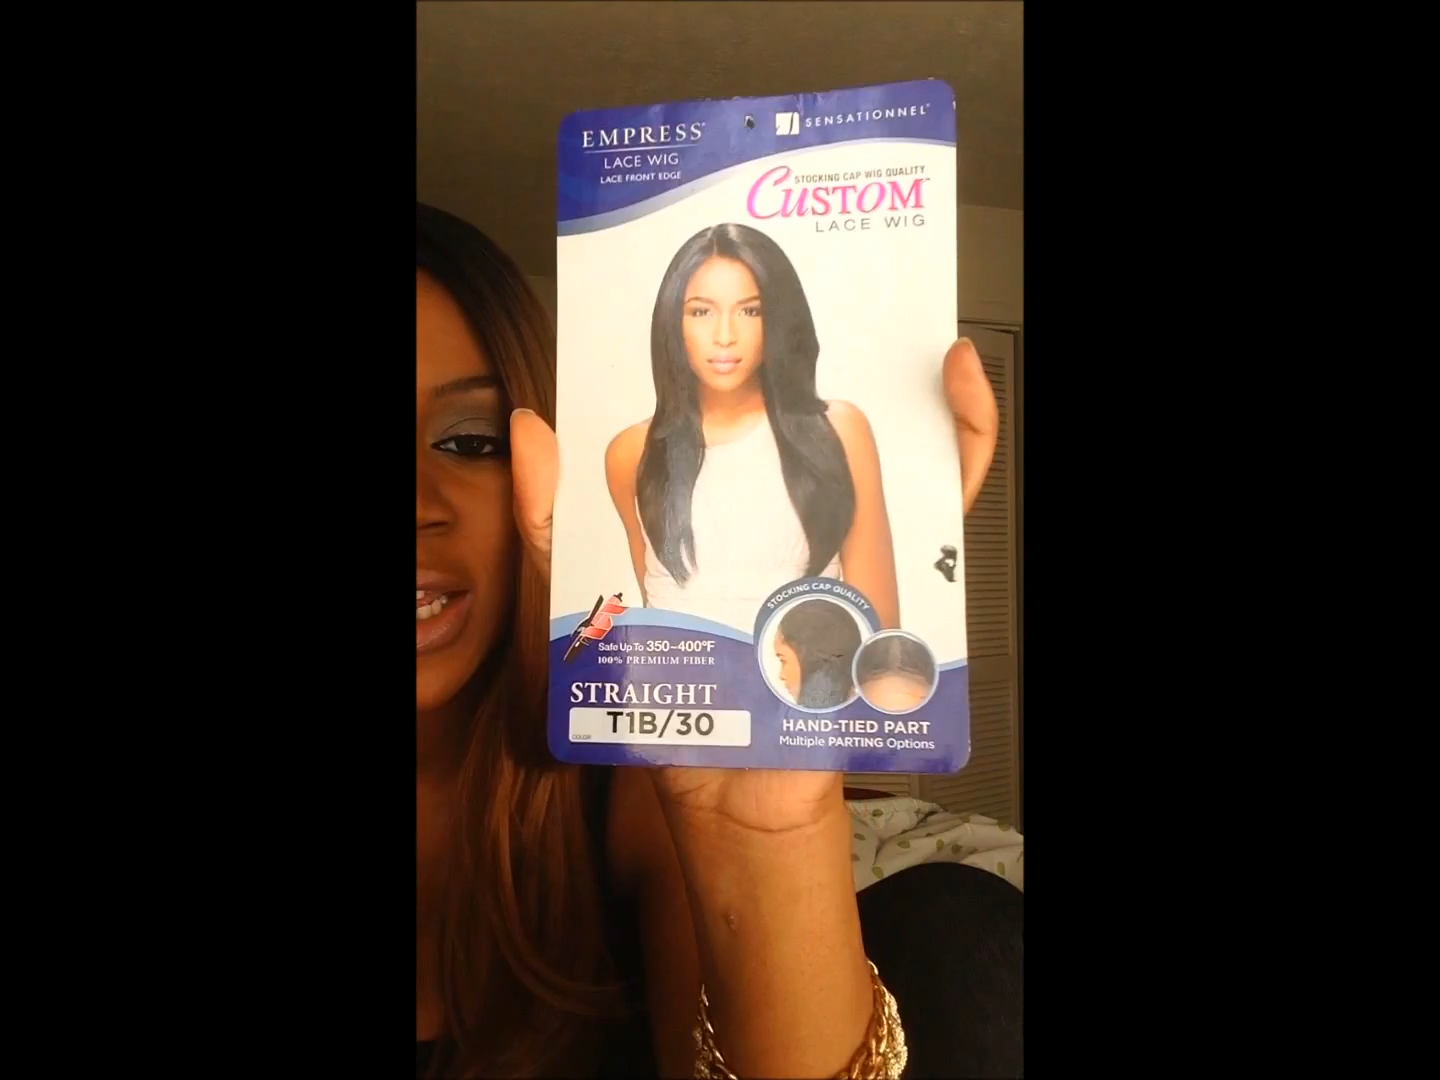 EMPRESS
LACE WIG
LACE FRONT EDGE
SENSATIONNEL
STOCKING CAP WIG QUALITY
CUSTOM
LACE WIG
STOCKING CAP QUALITY
Safe Up To 350-400°F
100% PREMIUM FIBER
STRAIGHT
COLOR T1B/30
HAND-TIED PART
Multiple PARTING Options